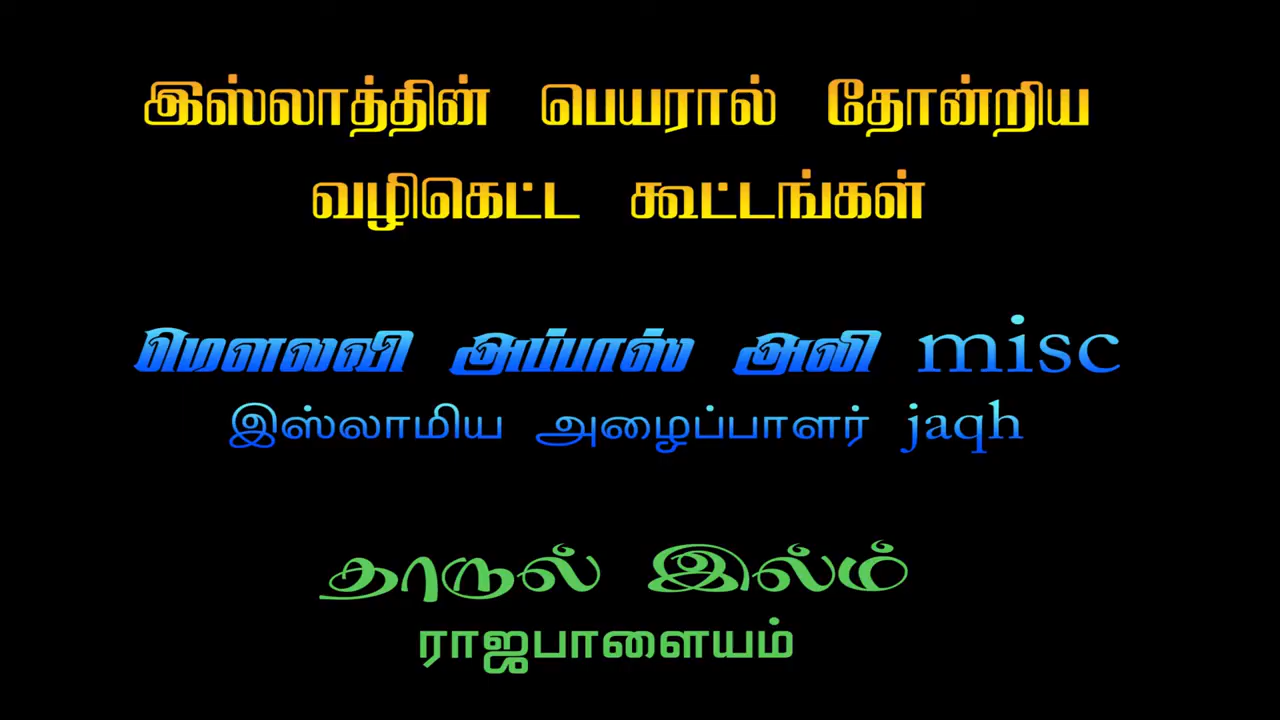 இஸ்லாத்தின் பெயரால் தோன்றிய
வழிகெட்ட கூட்டங்கள்
மௌலவி அப்பாஸ் அலி misc
இஸ்லாமிய அழைப்பாளர் jaqh
தாருல் இல்ம்
ராஜபாளையம்